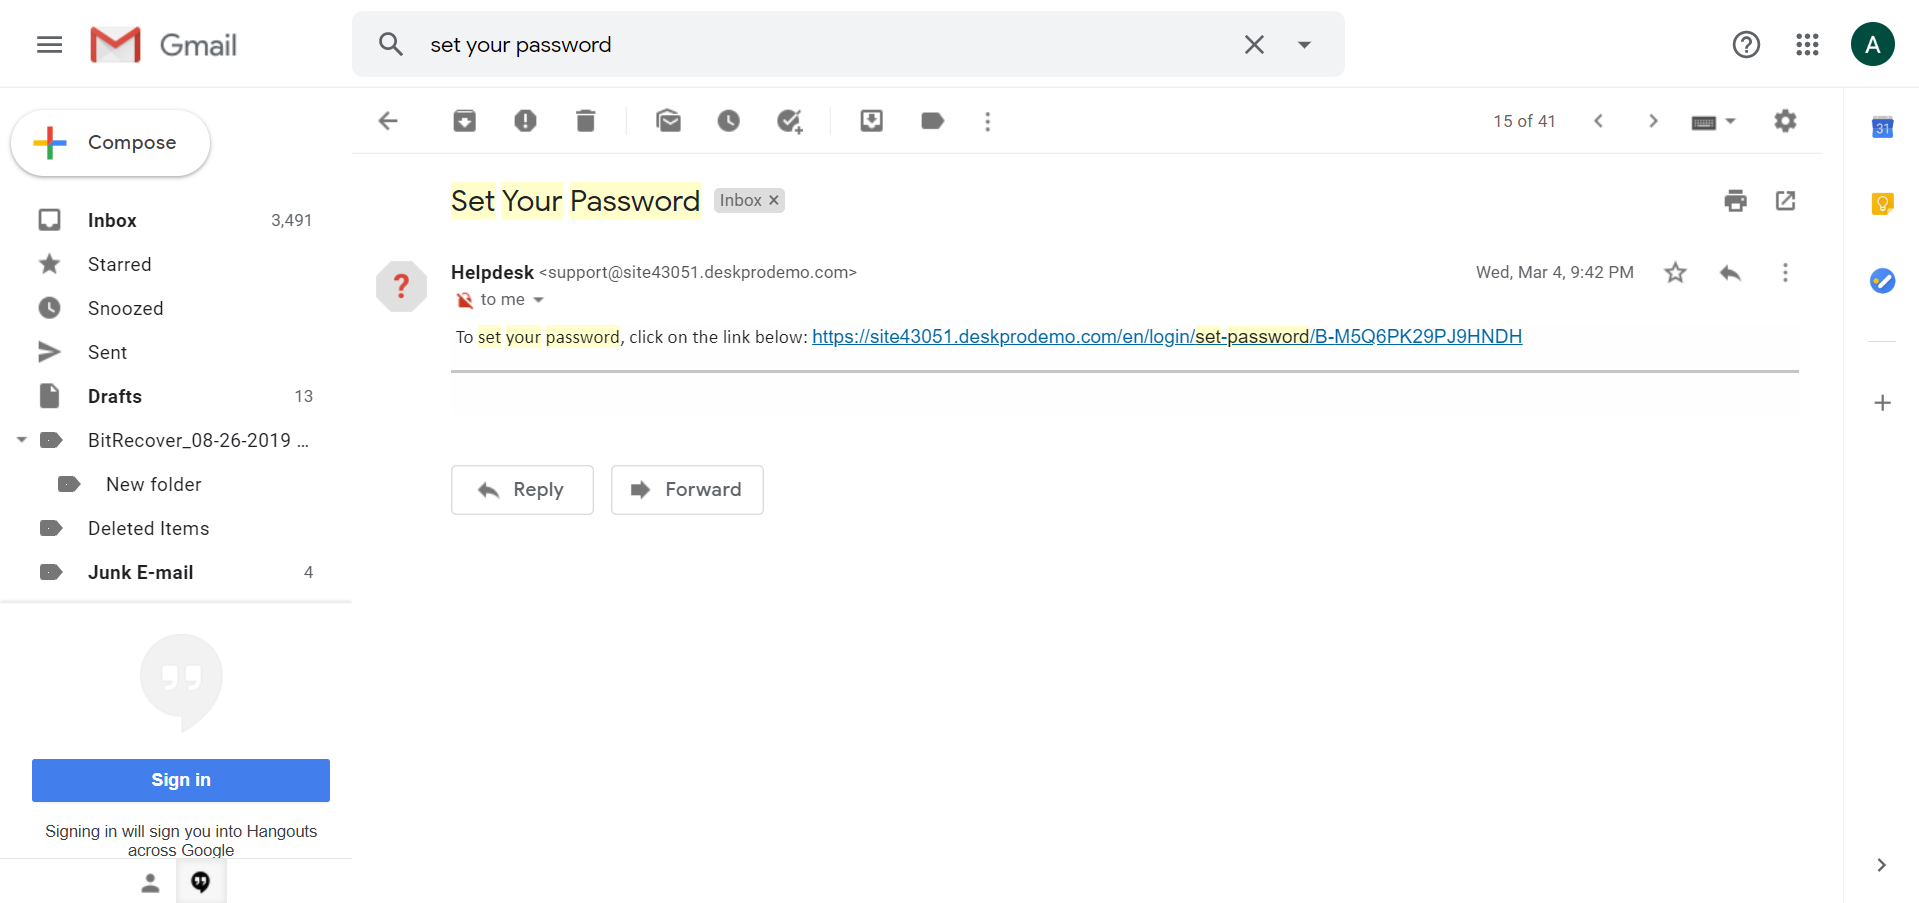 Gmail
set your password
A
Compose
15 of 41
31
Set Your Password
Inbox ×
Inbox 3,491
Starred
Snoozed
Sent
Drafts 13
BitRecover_08-26-2019 ...
New folder
Deleted Items
Junk E-mail 4
?
Helpdesk <support@site43051.deskprodemo.com>
Wed, Mar 4, 9:42 PM
to me
To set your password, click on the link below: https://site43051.deskprodemo.com/en/login/set-password/B-M5Q6PK29PJ9HNDH
Reply
Forward
Sign in
Signing in will sign you into Hangouts
across Google